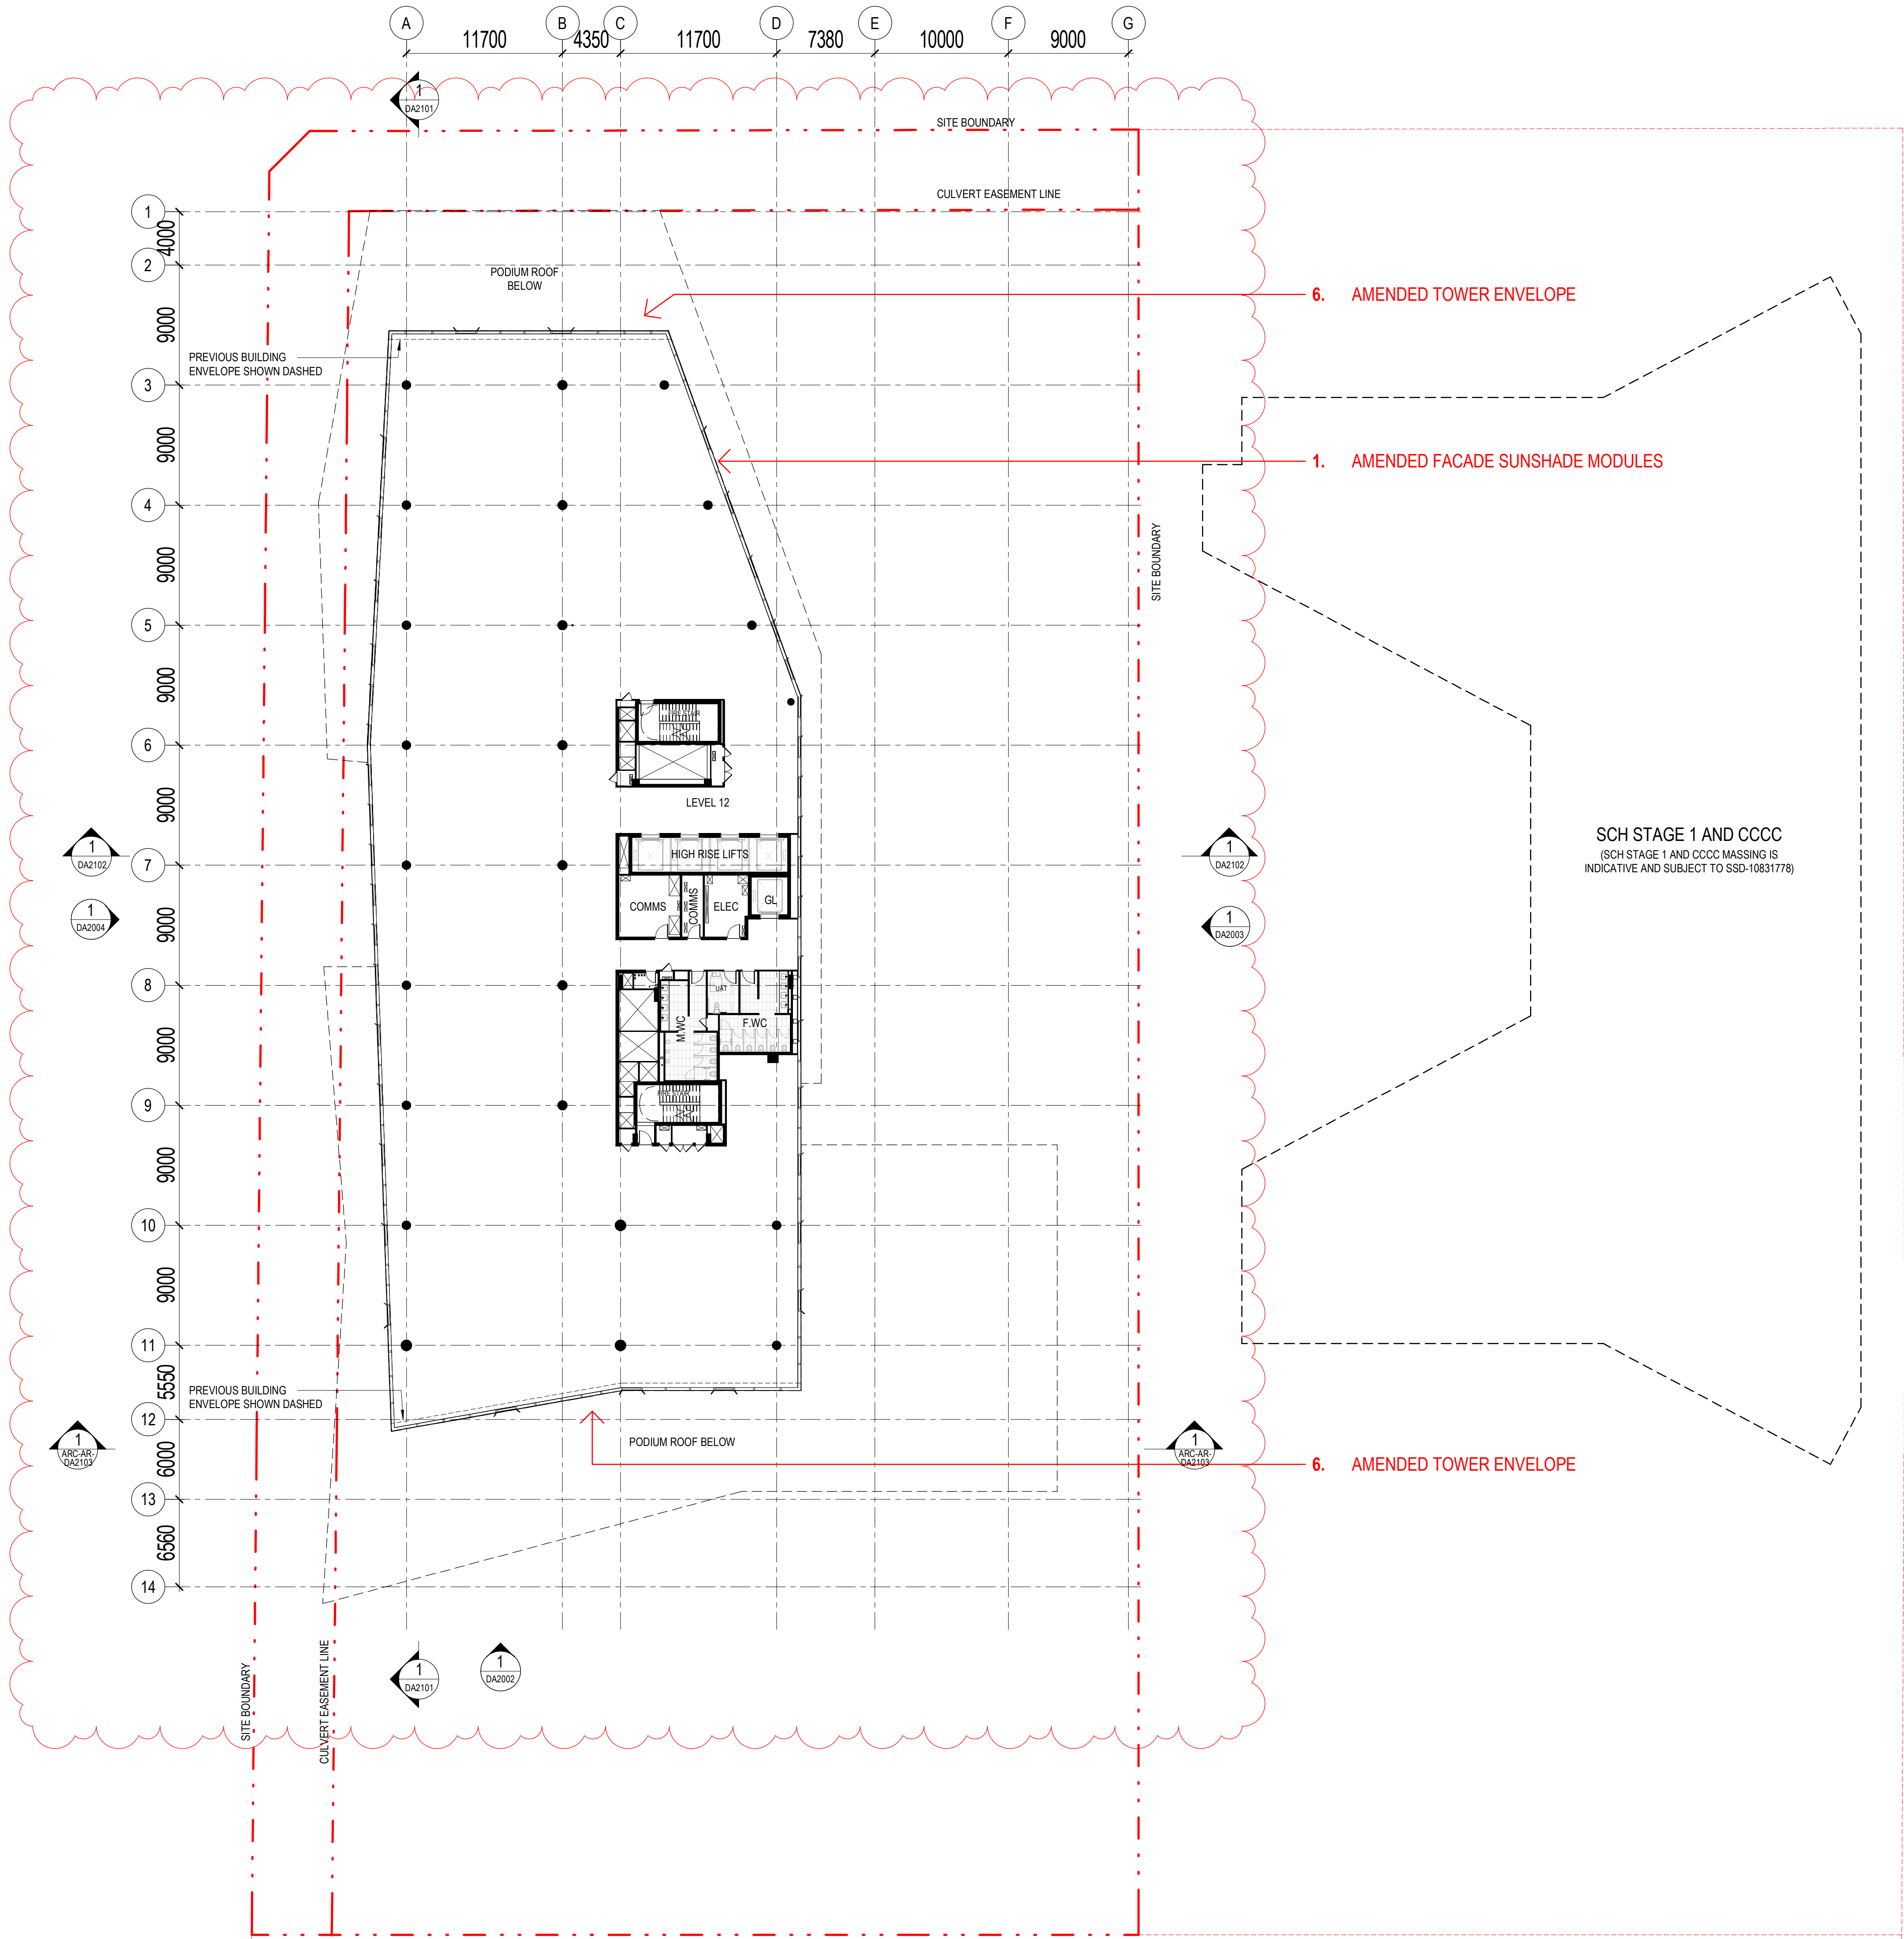 A
B
C
D
E
F
G
11700
4350
11700
7380
10000
9000
1
DA2101
SITE BOUNDARY
CULVERT EASEMENT LINE
1
4000
2
PODIUM ROOF
BELOW
6. AMENDED TOWER ENVELOPE
9000
PREVIOUS BUILDING
ENVELOPE SHOWN DASHED
3
9000
1. AMENDED FACADE SUNSHADE MODULES
4
SITE BOUNDARY
9000
5
9000
FIRE STAIR
6
9000
LEVEL 12
1
DA2102
7
HIGH RISE LIFTS
1
DA2102
SCH STAGE 1 AND CCCC
(SCH STAGE 1 AND CCCC MASSING IS
INDICATIVE AND SUBJECT TO SSD-10831778)
COMMS
COMMS
ELEC
GL
1
DA2004
9000
1
DA2003
8
UAT
M.WC
F.WC
9000
FIRE STAIR
9
9000
10
9000
11
5550
PREVIOUS BUILDING
ENVELOPE SHOWN DASHED
12
1
ARC-AR-
DA2103
6000
PODIUM ROOF BELOW
1
ARC-AR-
DA2103
6. AMENDED TOWER ENVELOPE
13
6560
14
1
DA2101
1
DA2002
SITE BOUNDARY
CULVERT EASEMENT LINE